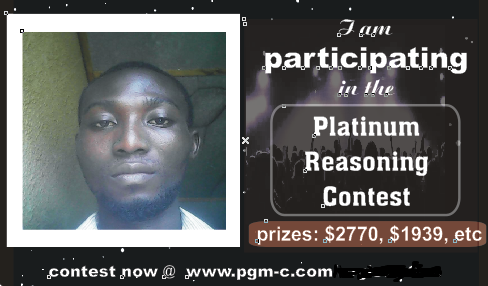 I am
participating
in the
Platinum
Reasoning
Contest
prizes: $2770, $1939, etc
contest now @ www.pgm-c.com